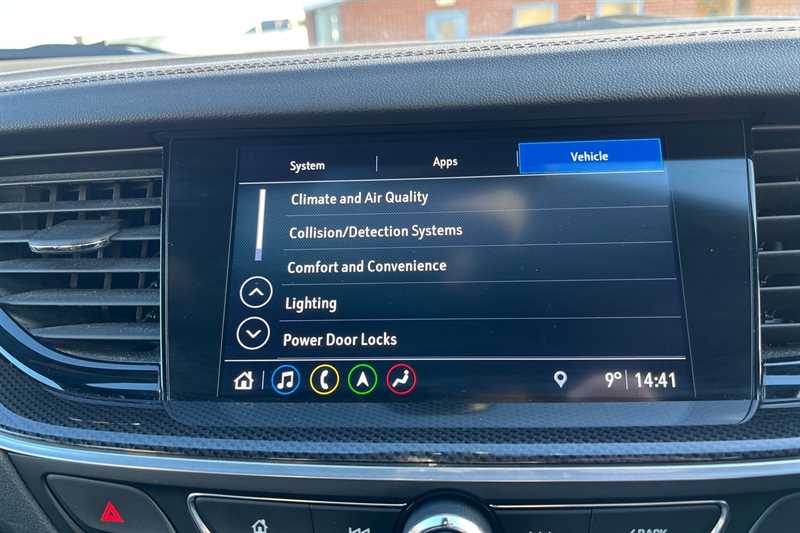 System Apps Vehicle
Climate and Air Quality
Collision/Detection Systems
Comfort and Convenience
Lighting
Power Door Locks
9° 14:41
BACK